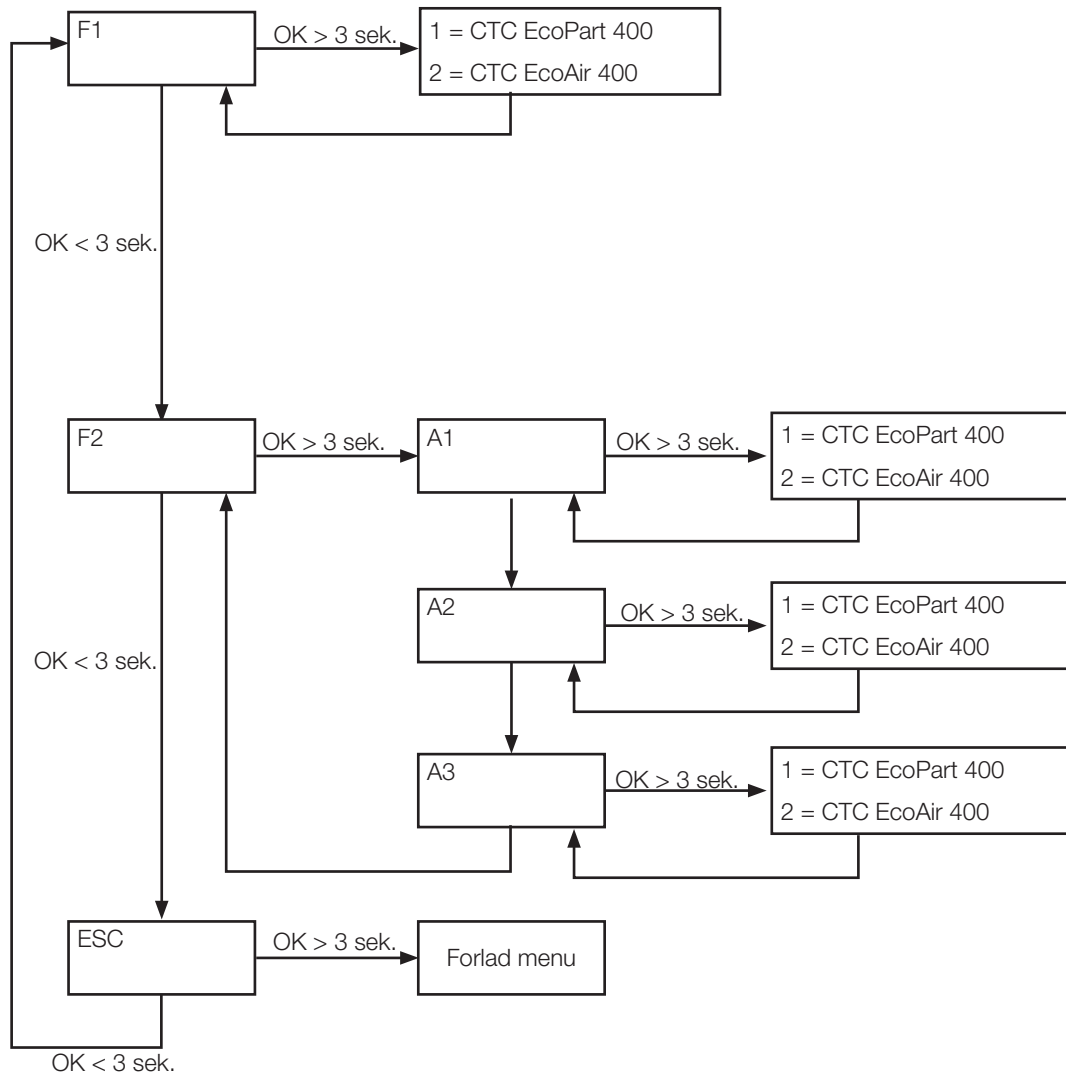 F1
OK > 3 sek.
1 = CTC EcoPart 400
2 = CTC EcoAir 400
OK < 3 sek.
F2
OK > 3 sek.
A1
OK > 3 sek.
1 = CTC EcoPart 400
2 = CTC EcoAir 400
A2
OK > 3 sek.
1 = CTC EcoPart 400
2 = CTC EcoAir 400
OK < 3 sek.
A3
OK > 3 sek.
1 = CTC EcoPart 400
2 = CTC EcoAir 400
ESC
OK > 3 sek.
Forlad menu
OK < 3 sek.